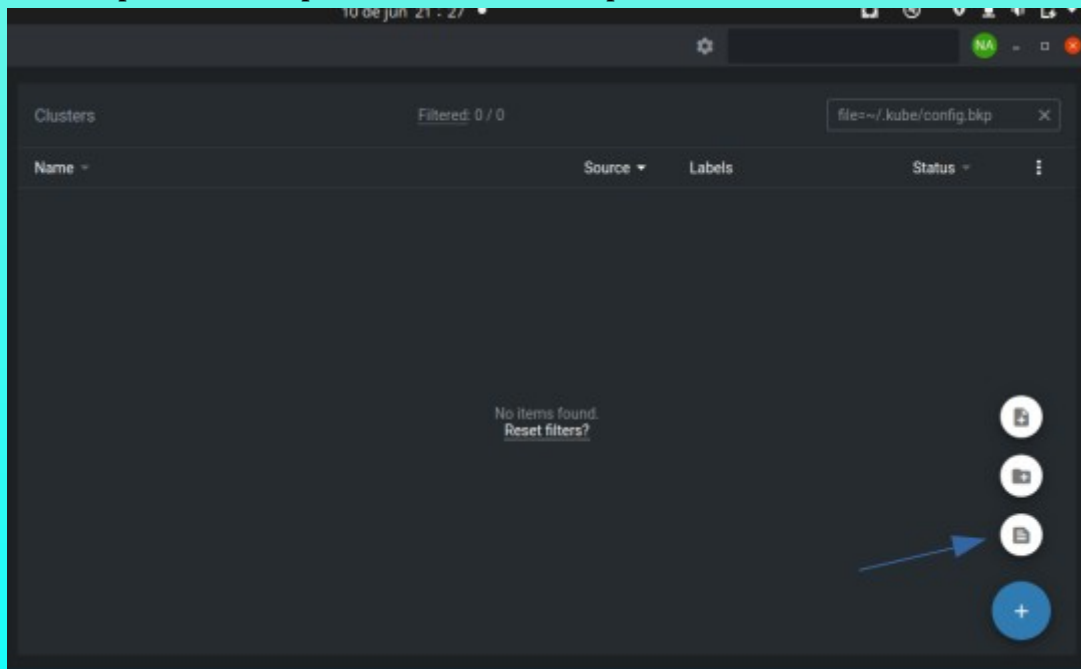 10 de jun 21 : 27
NA
Clusters
Filtered: 0 / 0
file=~/.kube/config.bkp
Name
Source
Labels
Status
No items found.
Reset filters?